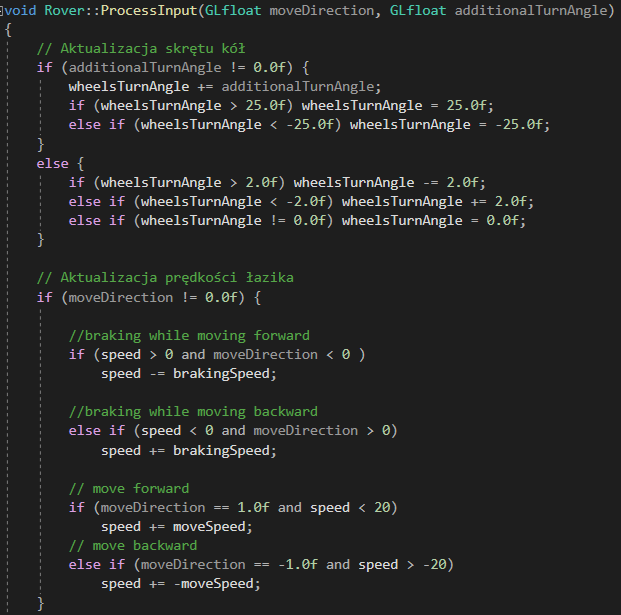 void Rover::ProcessInput(GLfloat moveDirection, GLfloat additionalTurnAngle)
{
    // Aktualizacja skrętu kół
    if (additionalTurnAngle != 0.0f) {
        wheelsTurnAngle += additionalTurnAngle;
        if (wheelsTurnAngle > 25.0f) wheelsTurnAngle = 25.0f;
        else if (wheelsTurnAngle < -25.0f) wheelsTurnAngle = -25.0f;
    }
    else {
        if (wheelsTurnAngle > 2.0f) wheelsTurnAngle -= 2.0f;
        else if (wheelsTurnAngle < -2.0f) wheelsTurnAngle += 2.0f;
        else if (wheelsTurnAngle != 0.0f) wheelsTurnAngle = 0.0f;
    }
    // Aktualizacja prędkości łazika
    if (moveDirection != 0.0f) {
        //braking while moving forward
        if (speed > 0 and moveDirection < 0 )
            speed -= brakingSpeed;
        //braking while moving backward
        else if (speed < 0 and moveDirection > 0)
            speed += brakingSpeed;
        // move forward
        if (moveDirection == 1.0f and speed < 20)
            speed += moveSpeed;
        // move backward
        else if (moveDirection == -1.0f and speed > -20)
            speed += -moveSpeed;
    }